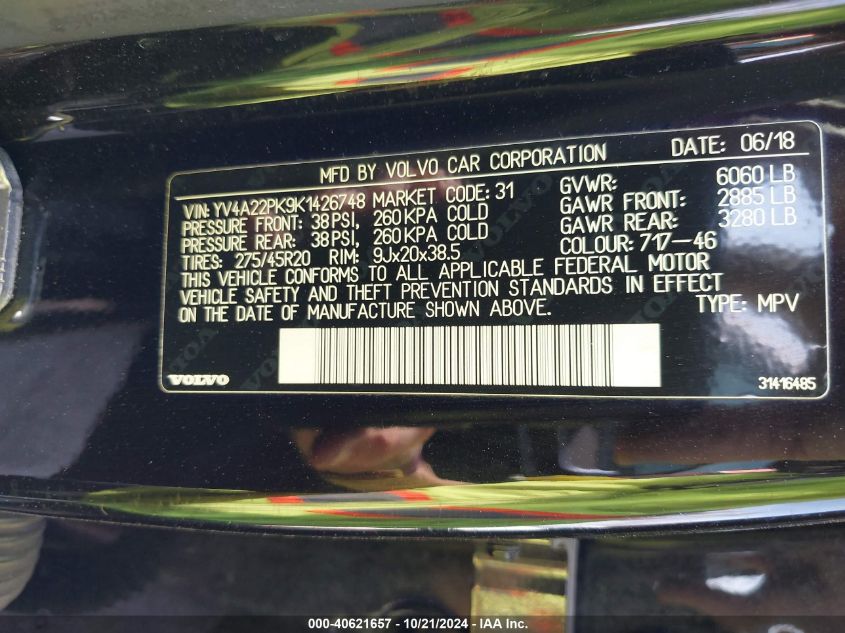 MFD BY VOLVO CAR CORPORATION DATE: 06/18
VIN: YV4A22PK9K1426748 MARKET CODE: 31 GVWR: 6060 LB
PRESSURE FRONT: 38 PSI, 260 KPA COLD GAWR FRONT: 2885 LB
PRESSURE REAR: 38 PSI, 260 KPA COLD GAWR REAR: 3280 LB
TIRES: 275/45R20 RIM: 9Jx20x38.5 COLOUR: 717-46
THIS VEHICLE CONFORMS TO ALL APPLICABLE FEDERAL MOTOR
VEHICLE SAFETY AND THEFT PREVENTION STANDARDS IN EFFECT
ON THE DATE OF MANUFACTURE SHOWN ABOVE. TYPE: MPV
VOLVO 31416485
000-40621657 - 10/21/2024 - IAA Inc.